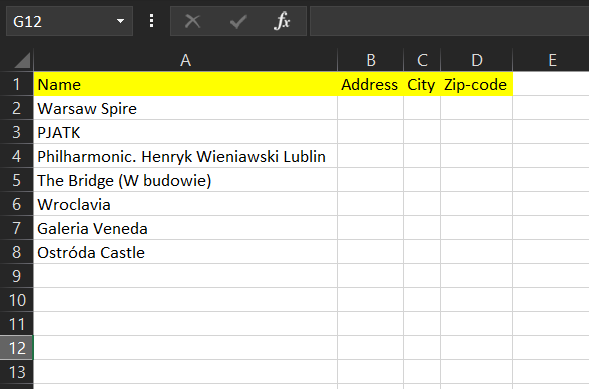 G12 fx
A B C D E
1 Name Address City Zip-code
2 Warsaw Spire
3 PJATK
4 Philharmonic. Henryk Wieniawski Lublin
5 The Bridge (W budowie)
6 Wroclavia
7 Galeria Veneda
8 Ostróda Castle
9
10
11
12
13